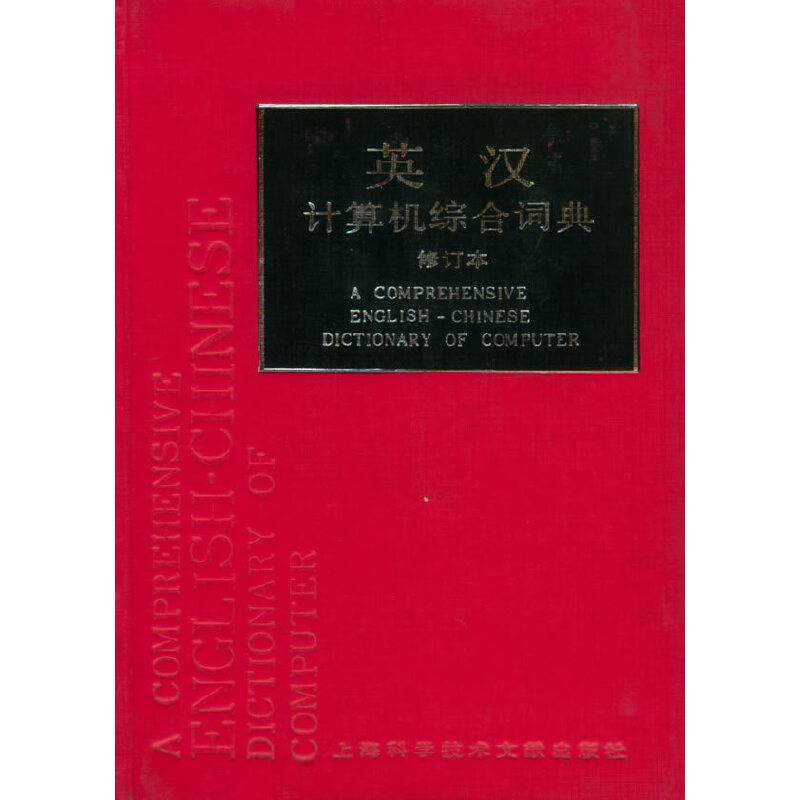 英 汉
计算机综合词典
修订本
A COMPREHENSIVE
ENGLISH-CHINESE
DICTIONARY OF COMPUTER
A COMPREHENSIVE
ENGLISH-CHINESE
DICTIONARY OF
COMPUTER
上海科学技术文献出版社